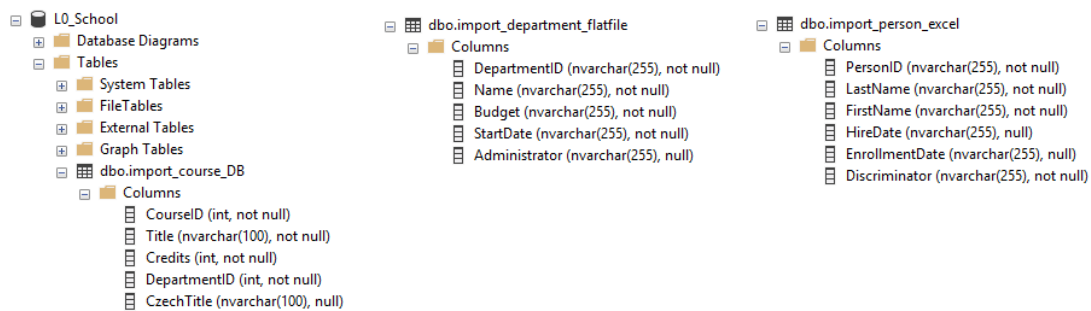 L0_School
Database Diagrams
Tables
System Tables
FileTables
External Tables
Graph Tables
dbo.import_course_DB
Columns
CourseID (int, not null)
Title (nvarchar(100), not null)
Credits (int, not null)
DepartmentID (int, not null)
CzechTitle (nvarchar(100), null)
dbo.import_department_flatfile
Columns
DepartmentID (nvarchar(255), not null)
Name (nvarchar(255), not null)
Budget (nvarchar(255), not null)
StartDate (nvarchar(255), not null)
Administrator (nvarchar(255), null)
dbo.import_person_excel
Columns
PersonID (nvarchar(255), not null)
LastName (nvarchar(255), not null)
FirstName (nvarchar(255), not null)
HireDate (nvarchar(255), null)
EnrollmentDate (nvarchar(255), null)
Discriminator (nvarchar(255), not null)